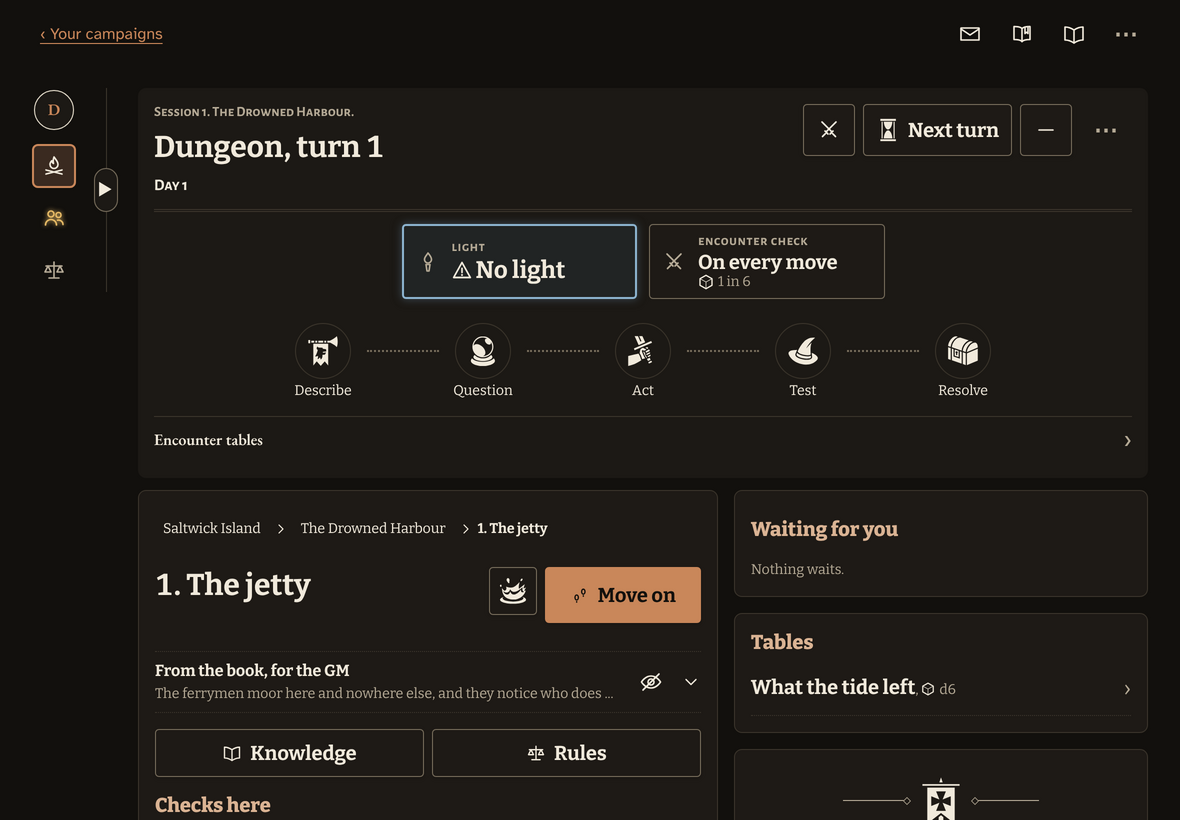 ‹ Your campaigns
D
Session 1. The Drowned Harbour.
Dungeon, turn 1
Day 1
Next turn
LIGHT
No light
ENCOUNTER CHECK
On every move
1 in 6
Describe
Question
Act
Test
Resolve
Encounter tables
Saltwick Island > The Drowned Harbour > 1. The jetty
1. The jetty
Move on
From the book, for the GM
The ferrymen moor here and nowhere else, and they notice who does ...
Knowledge
Rules
Checks here
Waiting for you
Nothing waits.
Tables
What the tide left, d6